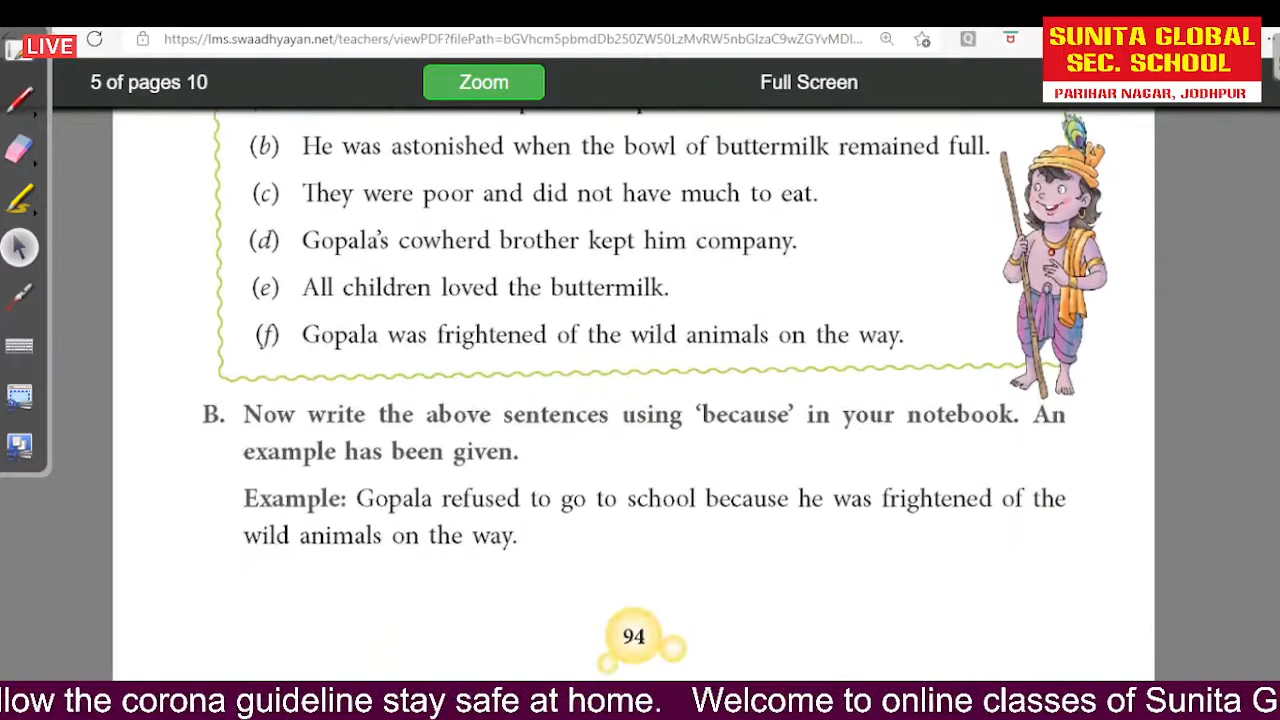 LIVE
https://lms.swaadhyayan.net/teachers/viewPDF?filePath=bGVhcm5pbmdDb250ZW50LzMvRW5nbGlzaC9wZGYvMDI...
SUNITA GLOBAL
SEC. SCHOOL
PARIHAR NAGAR, JODHPUR
5 of pages 10
Zoom
Full Screen
(b) He was astonished when the bowl of buttermilk remained full.
(c) They were poor and did not have much to eat.
(d) Gopala's cowherd brother kept him company.
(e) All children loved the buttermilk.
(f) Gopala was frightened of the wild animals on the way.
B. Now write the above sentences using 'because' in your notebook. An
example has been given.
Example: Gopala refused to go to school because he was frightened of the
wild animals on the way.
94
llow the corona guideline stay safe at home. Welcome to online classes of Sunita G